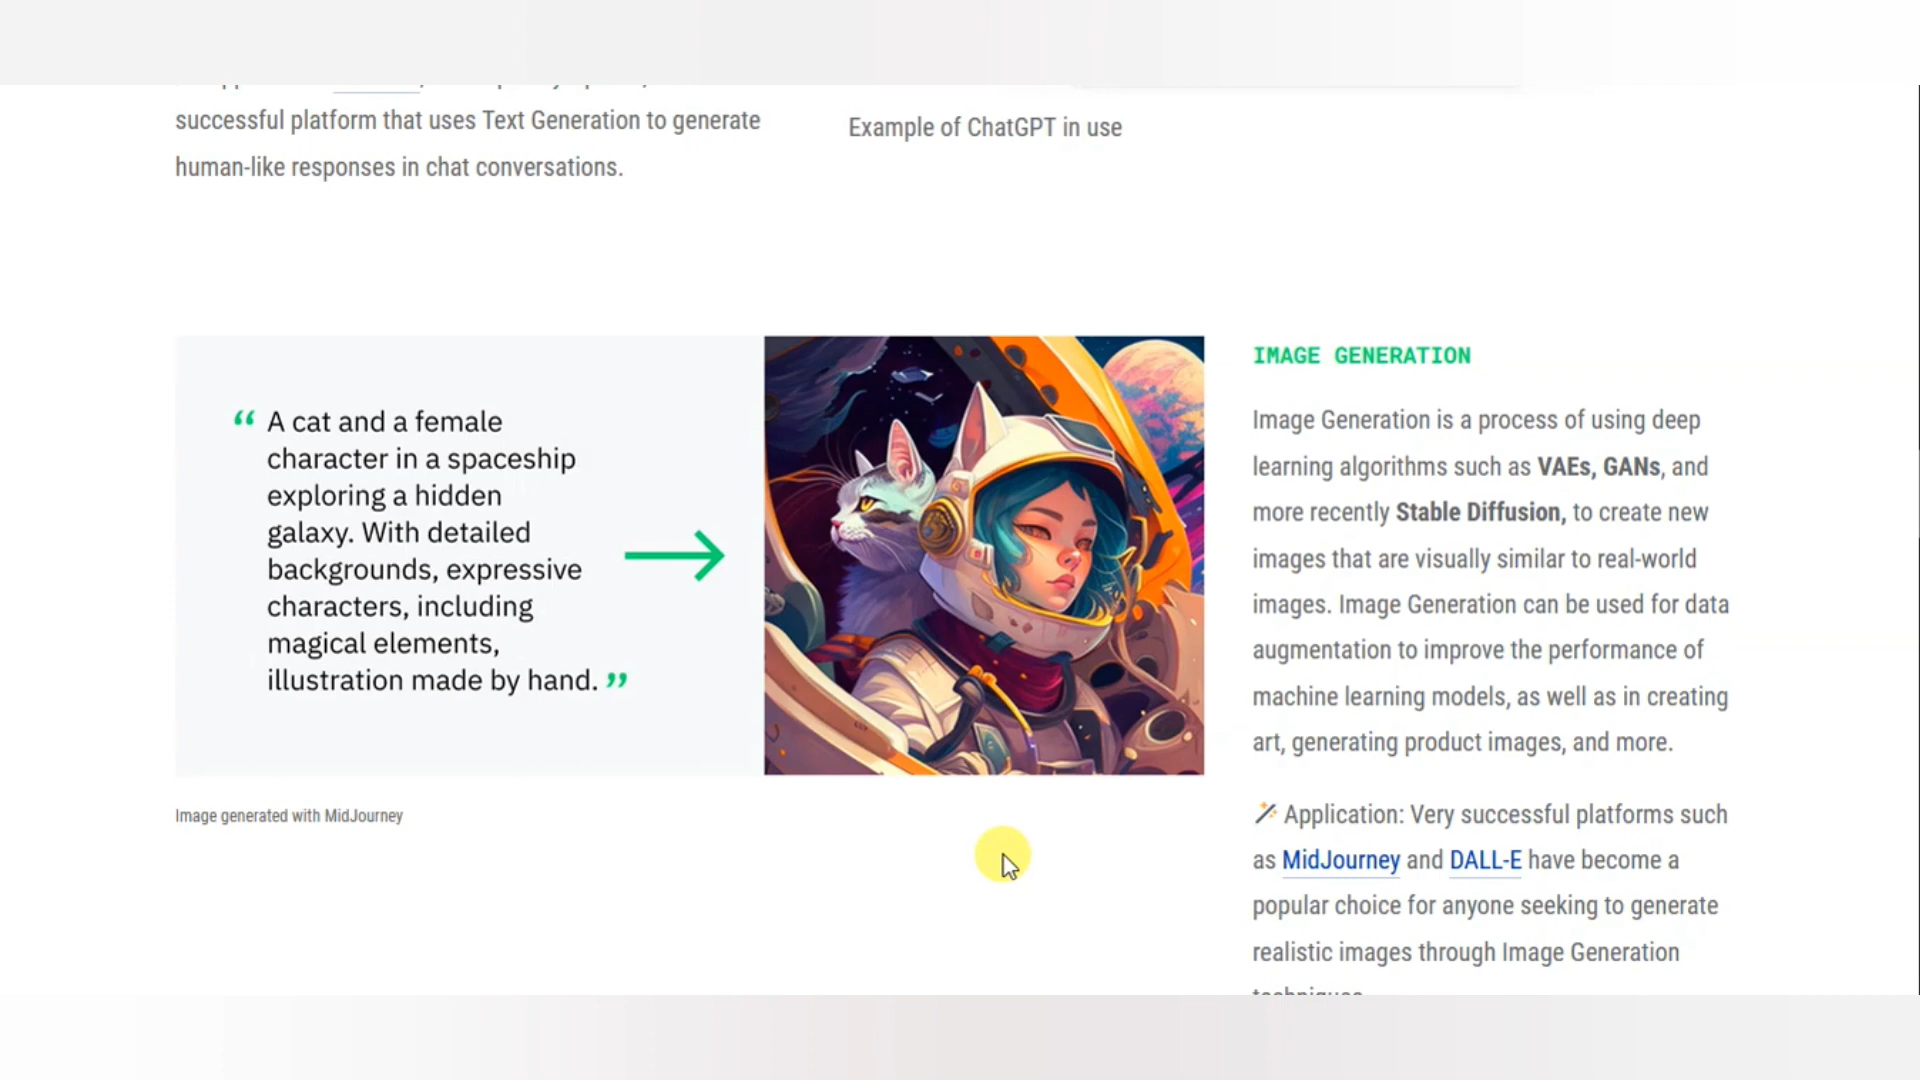 successful platform that uses Text Generation to generate
human-like responses in chat conversations.
Example of ChatGPT in use
“ A cat and a female
character in a spaceship
exploring a hidden
galaxy. With detailed
backgrounds, expressive
characters, including
magical elements,
illustration made by hand. ”
Image generated with MidJourney
IMAGE GENERATION
Image Generation is a process of using deep
learning algorithms such as VAEs, GANs, and
more recently Stable Diffusion, to create new
images that are visually similar to real-world
images. Image Generation can be used for data
augmentation to improve the performance of
machine learning models, as well as in creating
art, generating product images, and more.
Application: Very successful platforms such
as MidJourney and DALL-E have become a
popular choice for anyone seeking to generate
realistic images through Image Generation